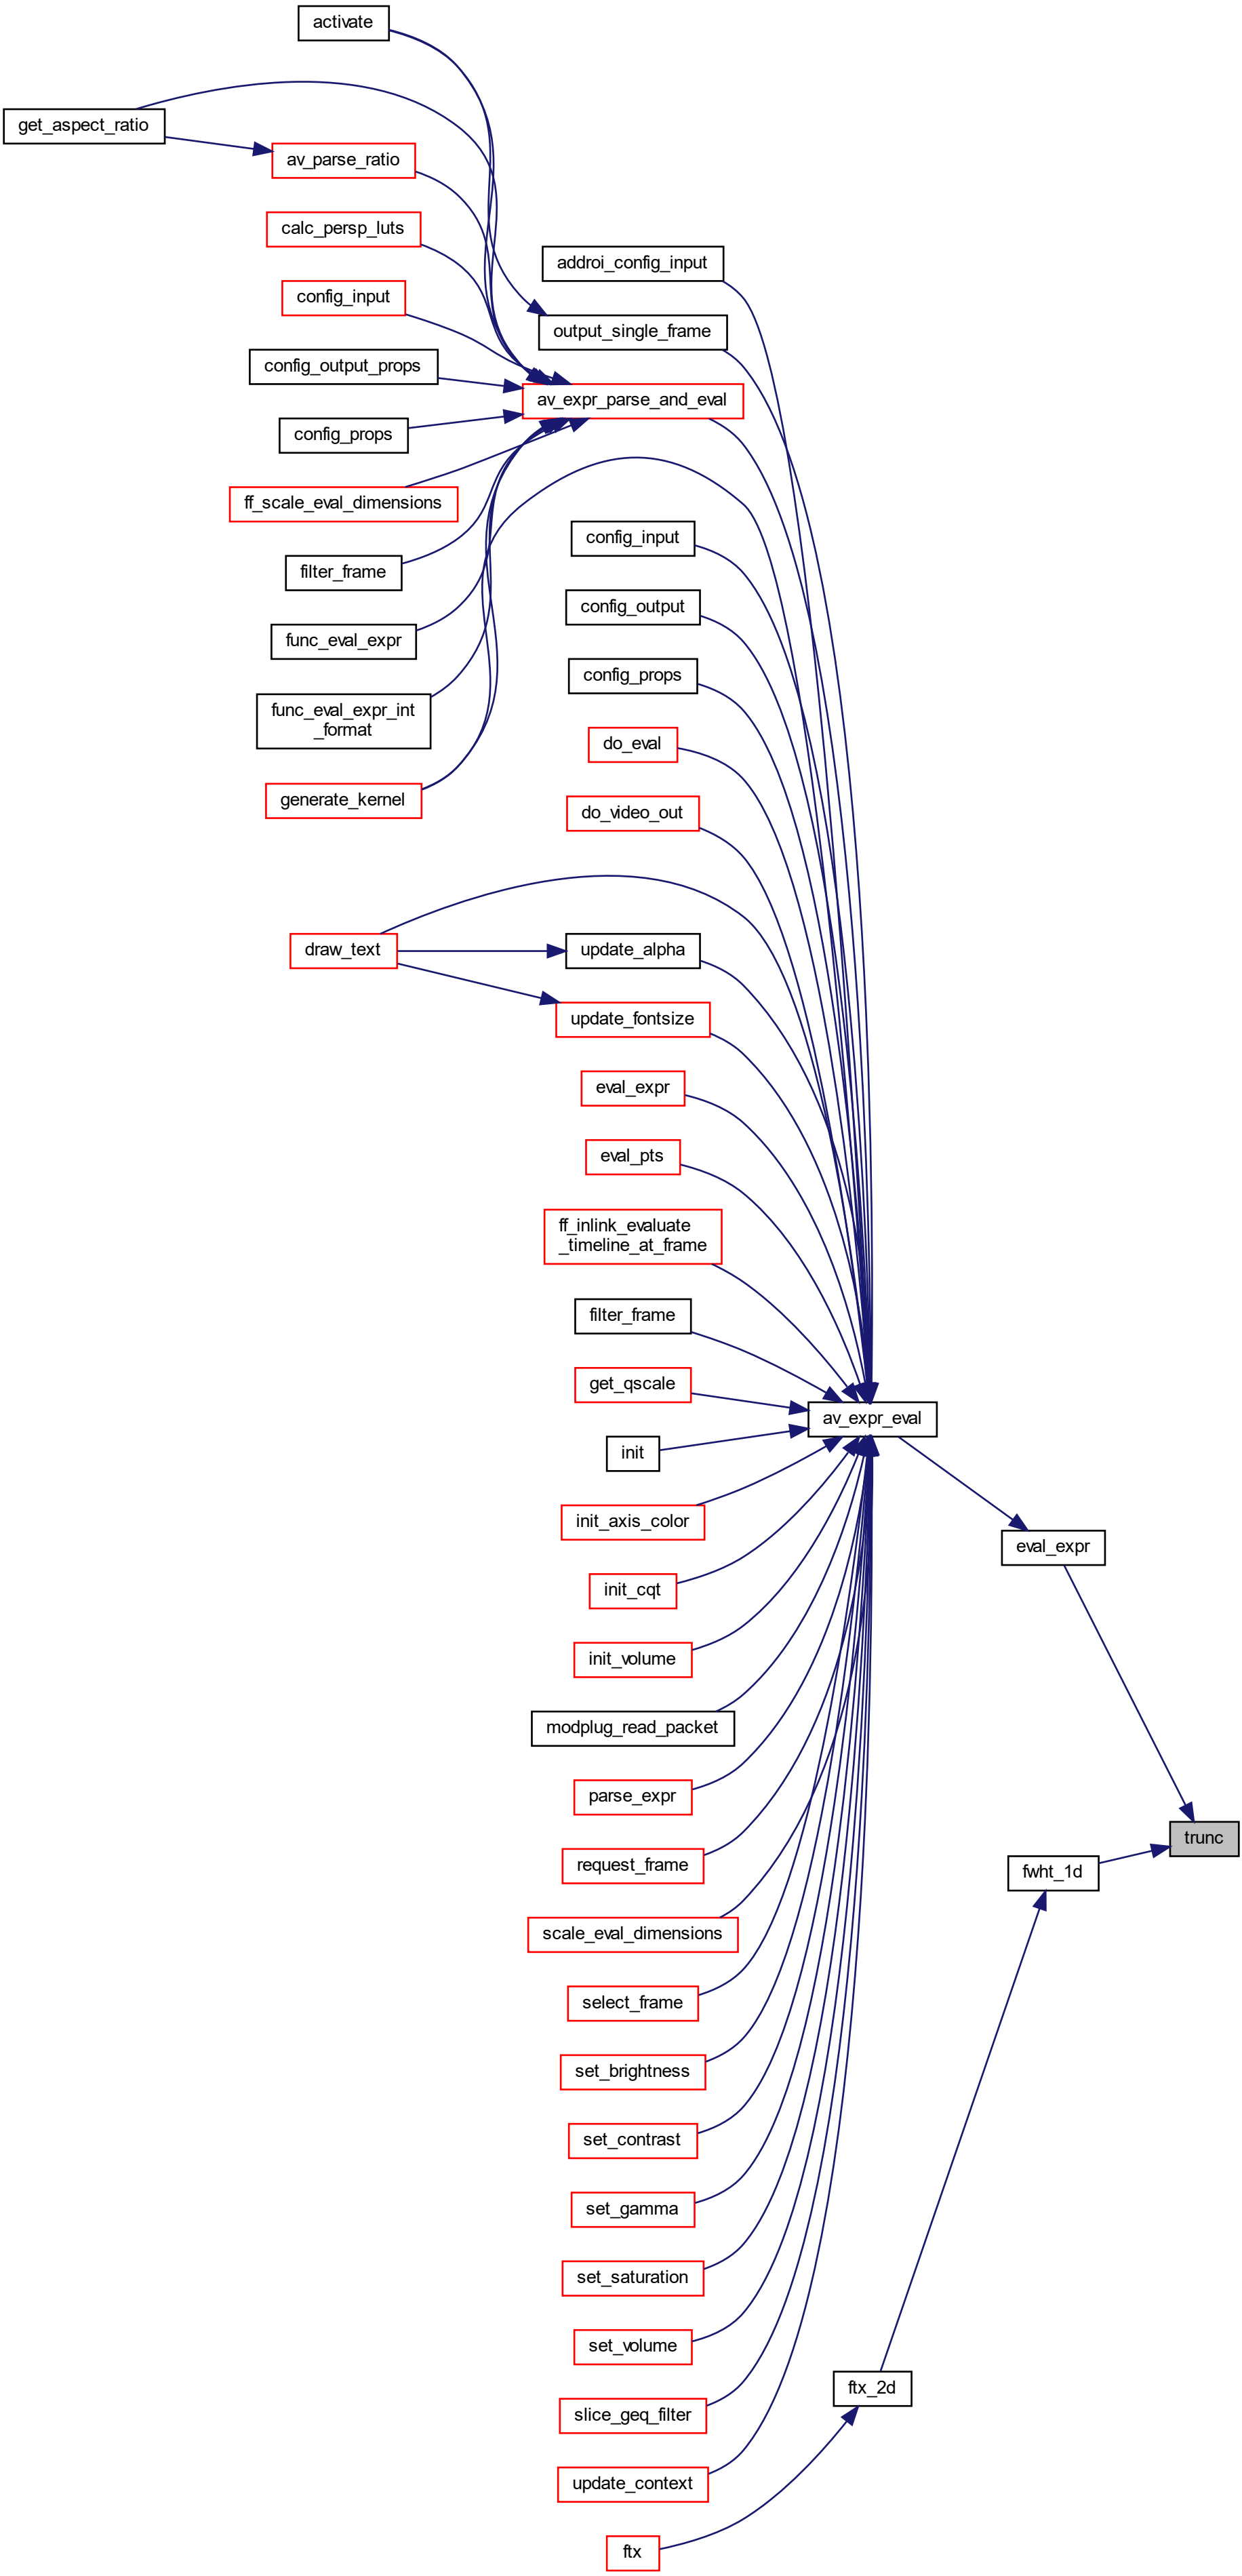 activate
get_aspect_ratio
av_parse_ratio
calc_persp_luts
addroi_config_input
config_input
output_single_frame
config_output_props
av_expr_parse_and_eval
config_props
ff_scale_eval_dimensions
config_input
filter_frame
config_output
func_eval_expr
config_props
func_eval_expr_int
_format
do_eval
generate_kernel
do_video_out
draw_text
update_alpha
update_fontsize
eval_expr
eval_pts
ff_inlink_evaluate
_timeline_at_frame
filter_frame
get_qscale
av_expr_eval
init
init_axis_color
eval_expr
init_cqt
init_volume
modplug_read_packet
parse_expr
trunc
request_frame
fwht_1d
scale_eval_dimensions
select_frame
set_brightness
set_contrast
set_gamma
set_saturation
set_volume
ftx_2d
slice_geq_filter
update_context
ftx